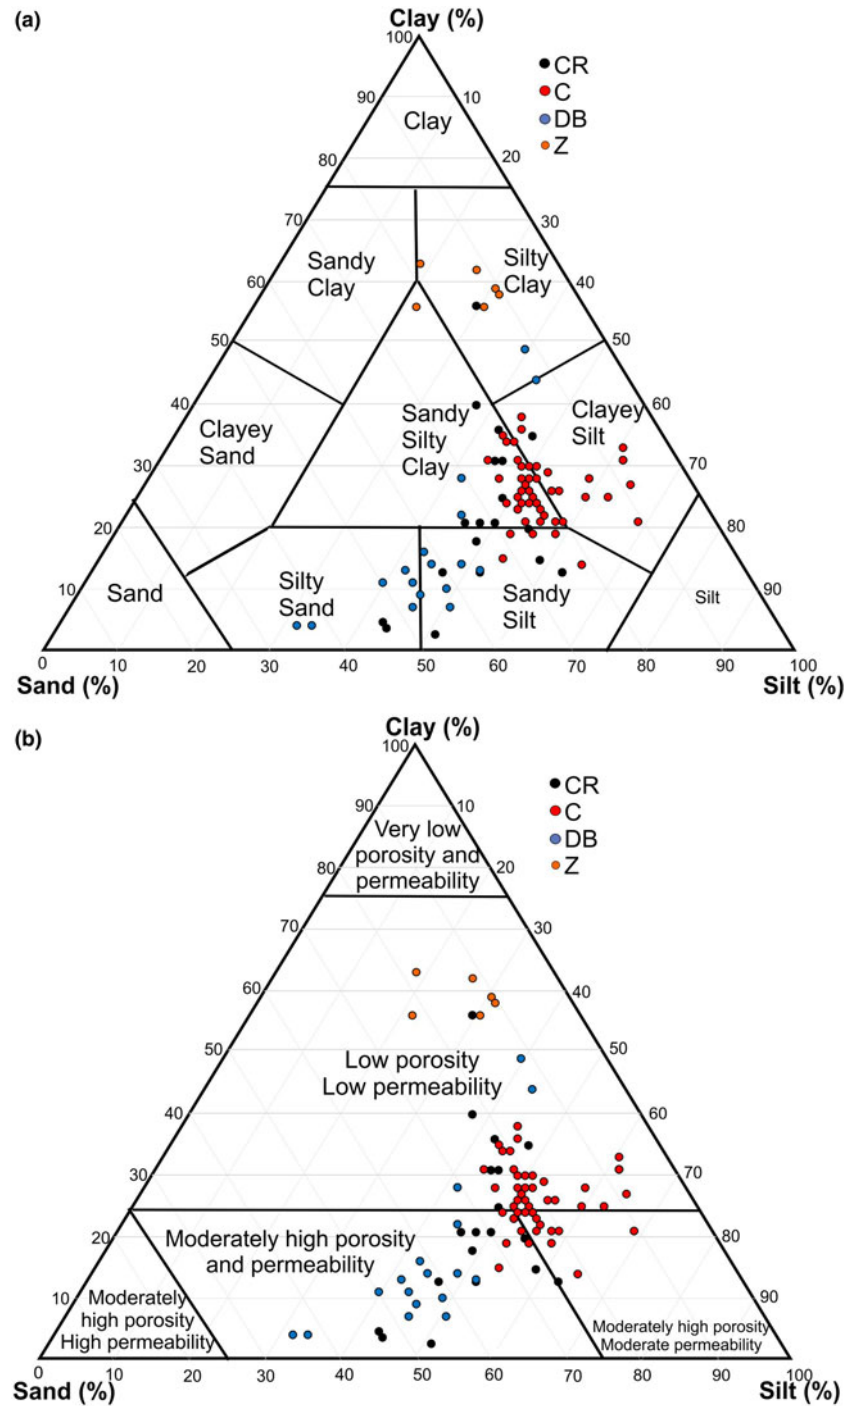 (a)
Clay (%)
100
CR
C
DB
Z
90
10
Clay
80
20
70
30
Sandy
Clay
Silty
Clay
60
40
50
50
40
60
Clayey
Sand
Sandy
Silty
Clay
Clayey
Silt
30
70
20
80
10
90
Sand
Silty
Sand
Sandy
Silt
Silt
0
10
20
30
40
50
60
70
80
90
100
Sand (%)
Silt (%)
(b)
Clay (%)
100
CR
C
DB
Z
90
10
Very low
porosity and
permeability
80
20
70
30
60
40
50
50
Low porosity
Low permeability
40
60
30
70
20
80
Moderately high porosity
and permeability
10
90
Moderately
high porosity
High permeability
Moderately high porosity
Moderate permeability
0
10
20
30
40
50
60
70
80
90
100
Sand (%)
Silt (%)